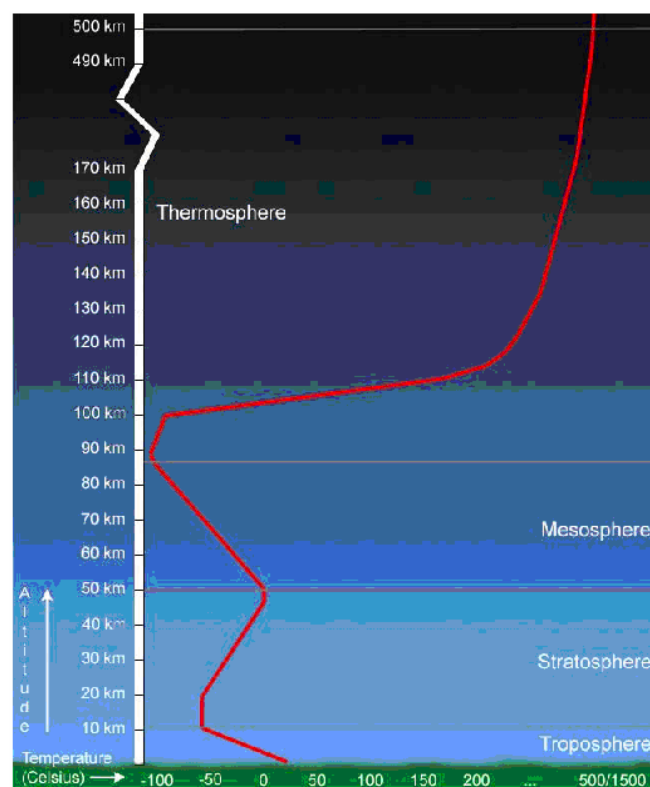 500 km
490 km
170 km
160 km
Thermosphere
150 km
140 km
130 km
120 km
110 km
100 km
90 km
80 km
70 km
Mesosphere
60 km
50 km
40 km
30 km
Stratosphere
20 km
10 km
Altitude
Troposphere
Temperature
(Celsius) -100 -50 0 50 100 150 200 ... 500/1500